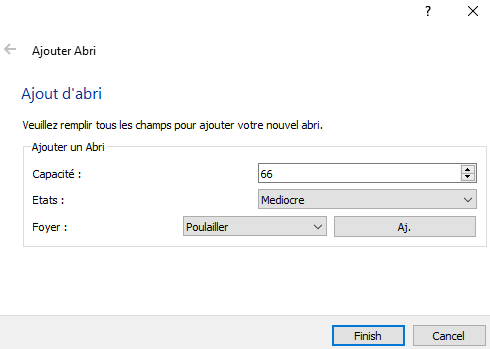 ?
Ajouter Abri
Ajout d'abri
Veuillez remplir tous les champs pour ajouter votre nouvel abri.
Ajouter un Abri
Capacité : 66
Etats : Mediocre
Foyer : Poulailler Aj.
Finish Cancel